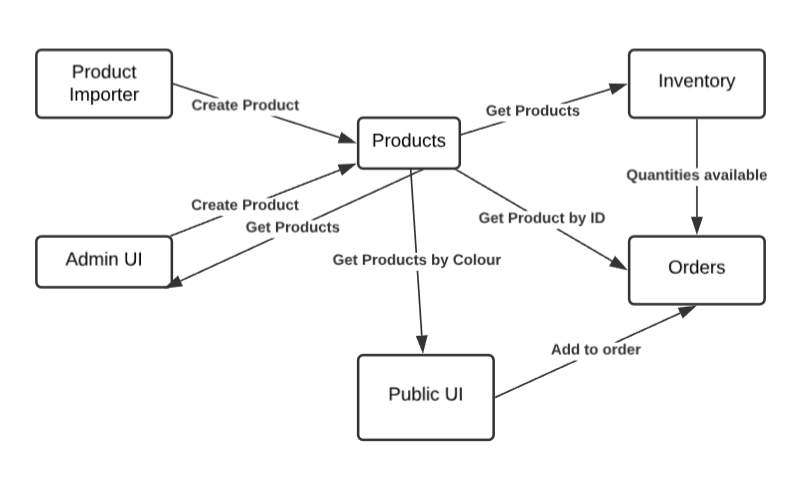 Product
Importer
Inventory
Create Product
Get Products
Products
Quantities available
Create Product
Get Product by ID
Get Products
Admin UI
Get Products by Colour
Orders
Add to order
Public UI